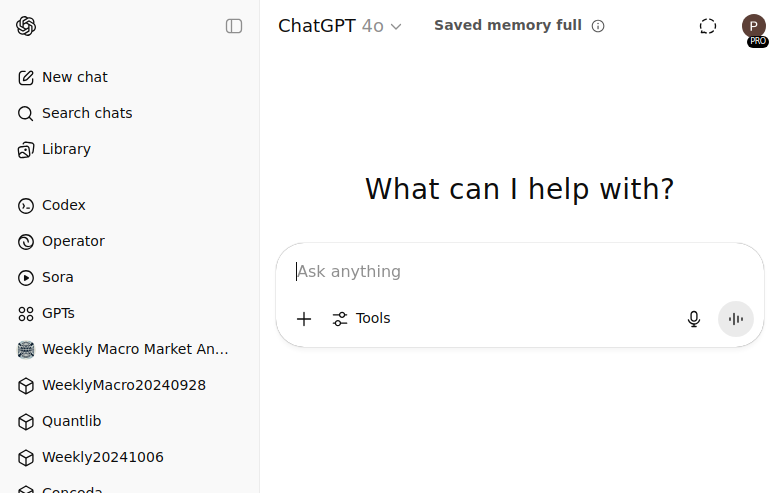 ChatGPT 4o
Saved memory full
P
PRO
New chat
Search chats
Library
Codex
Operator
Sora
GPTs
Weekly Macro Market An...
WeeklyMacro20240928
Quantlib
Weekly20241006
Concoda
What can I help with?
Ask anything
Tools